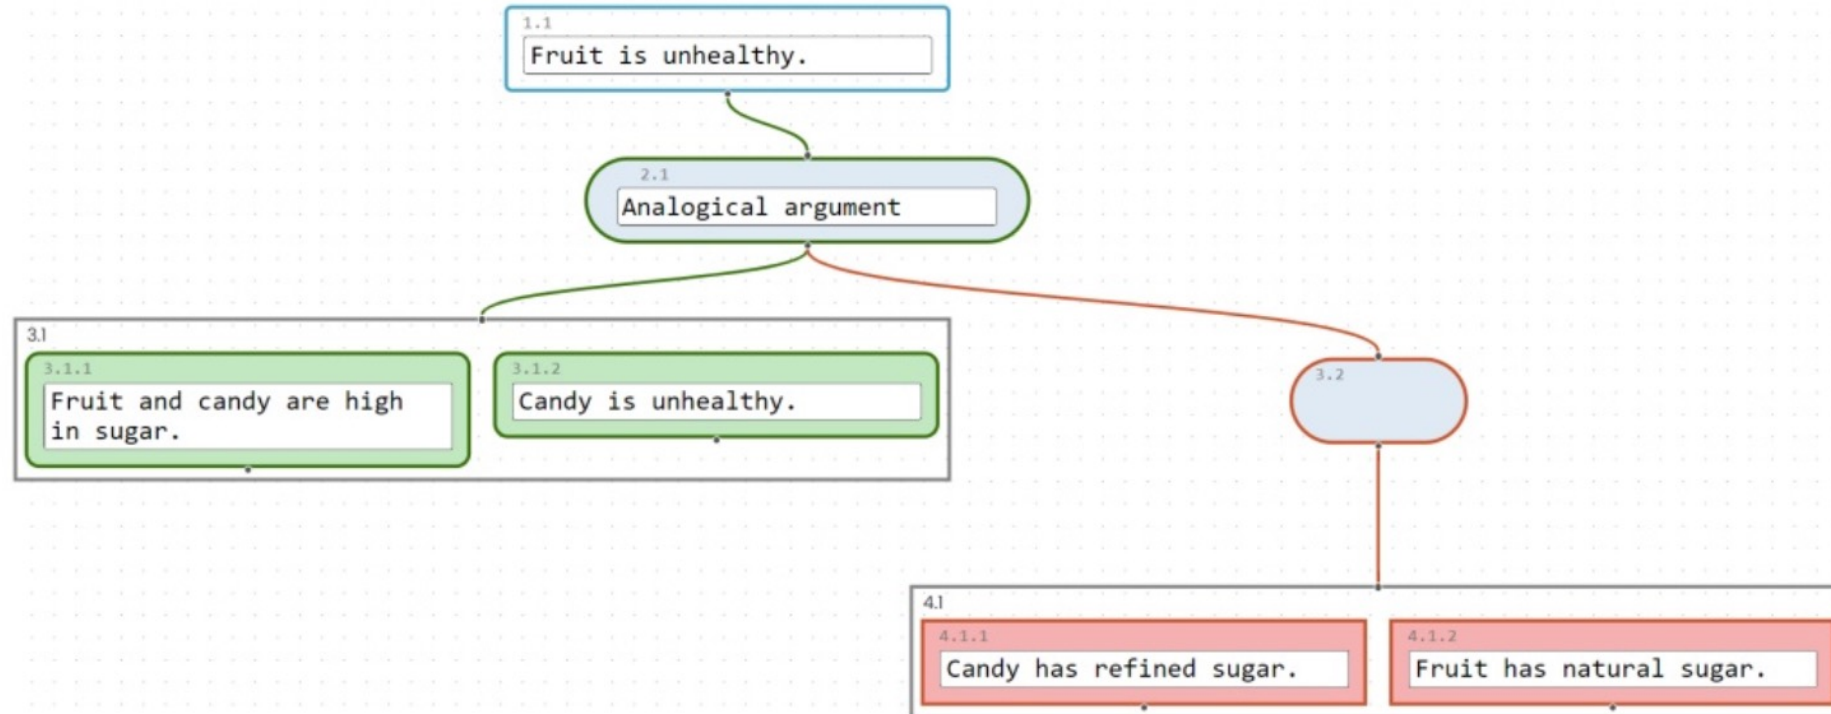 1.1
Fruit is unhealthy.
2.1
Analogical argument
3.1
3.1.1
Fruit and candy are high
in sugar.
3.1.2
Candy is unhealthy.
3.2
4.1
4.1.1
Candy has refined sugar.
4.1.2
Fruit has natural sugar.